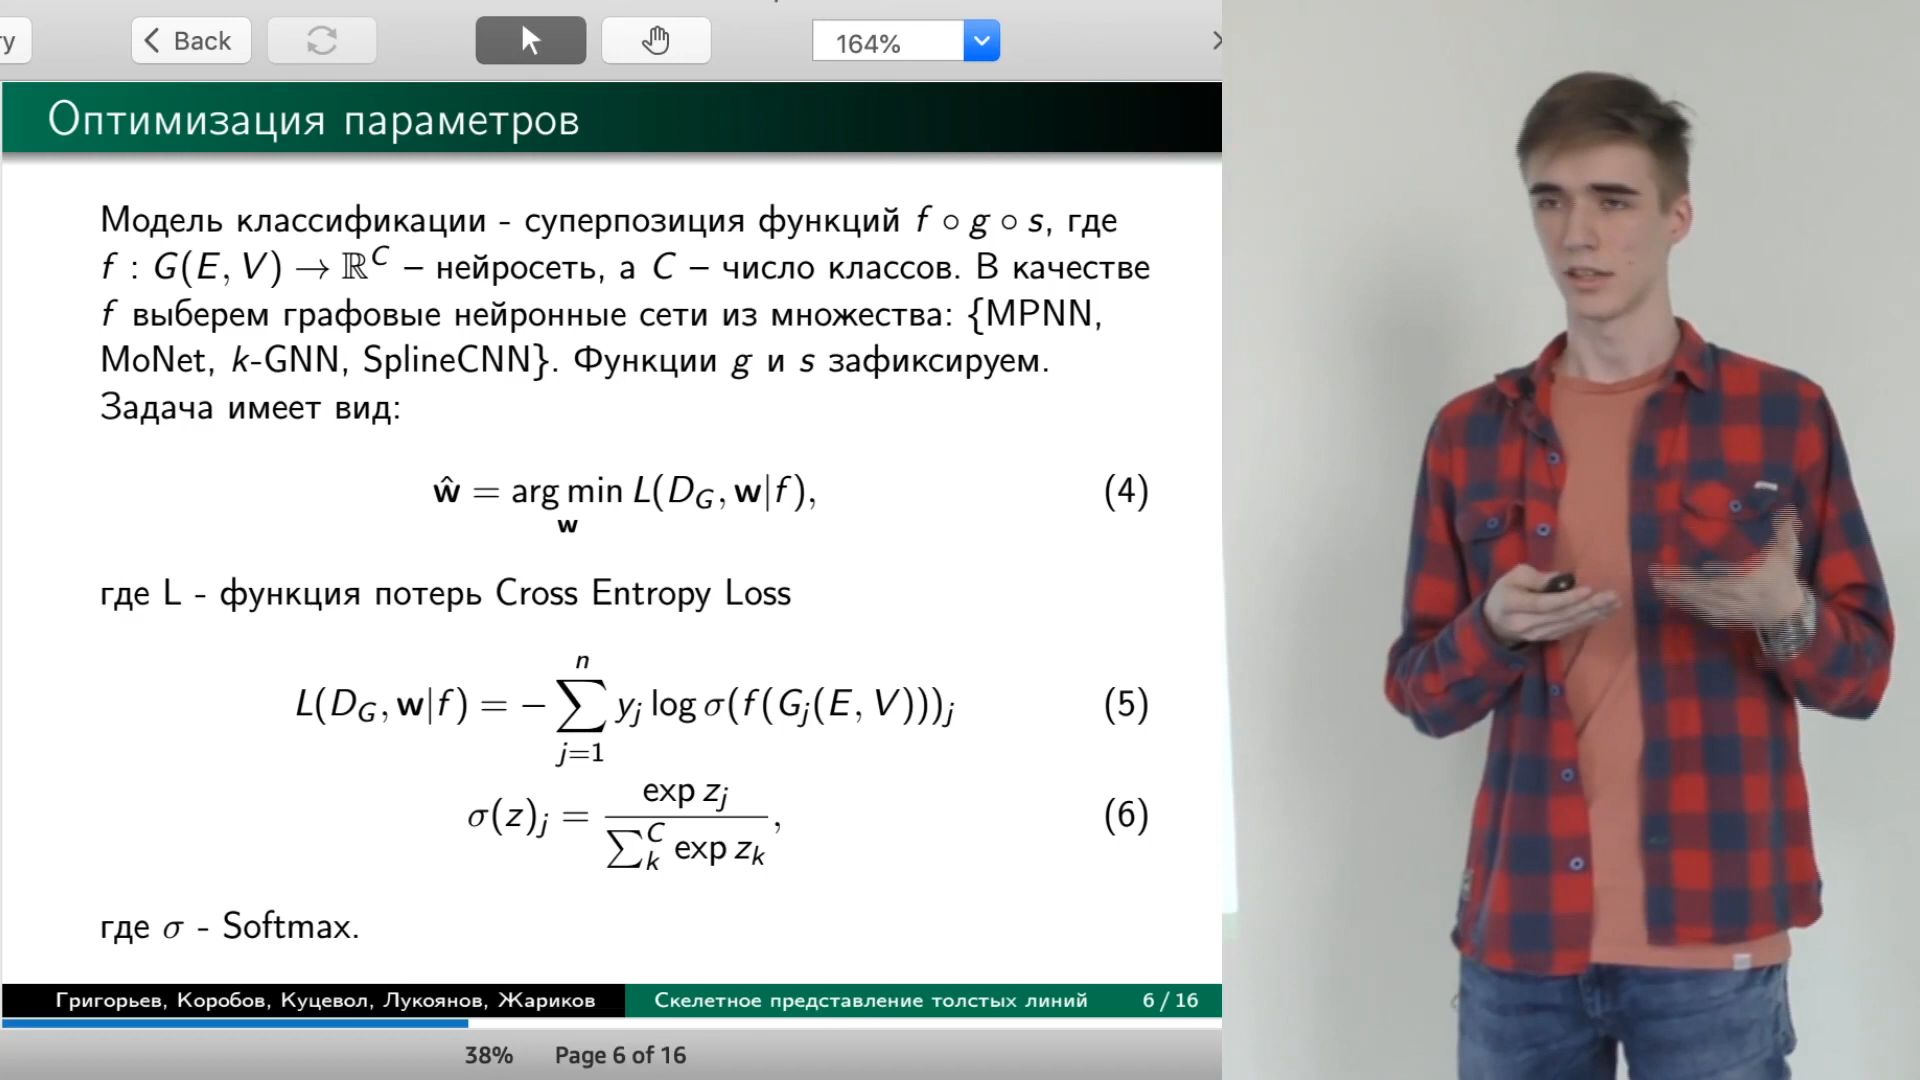 Back
164%
Оптимизация параметров
Модель классификации - суперпозиция функций f ∘ g ∘ s, где
f : G(E, V) → ℝ^C – нейросеть, а C – число классов. В качестве
f выберем графовые нейронные сети из множества: {MPNN,
MoNet, k-GNN, SplineCNN}. Функции g и s зафиксируем.
Задача имеет вид:
ŵ = arg min_w L(D_G, w|f), (4)
где L - функция потерь Cross Entropy Loss
L(D_G, w|f) = − ∑_{j=1}^{n} y_j log σ(f(G_j(E, V)))_j (5)
σ(z)_j = exp z_j / ∑_k^C exp z_k, (6)
где σ - Softmax.
Григорьев, Коробов, Куцевол, Лукоянов, Жариков Скелетное представление толстых линий 6 / 16
38% Page 6 of 16